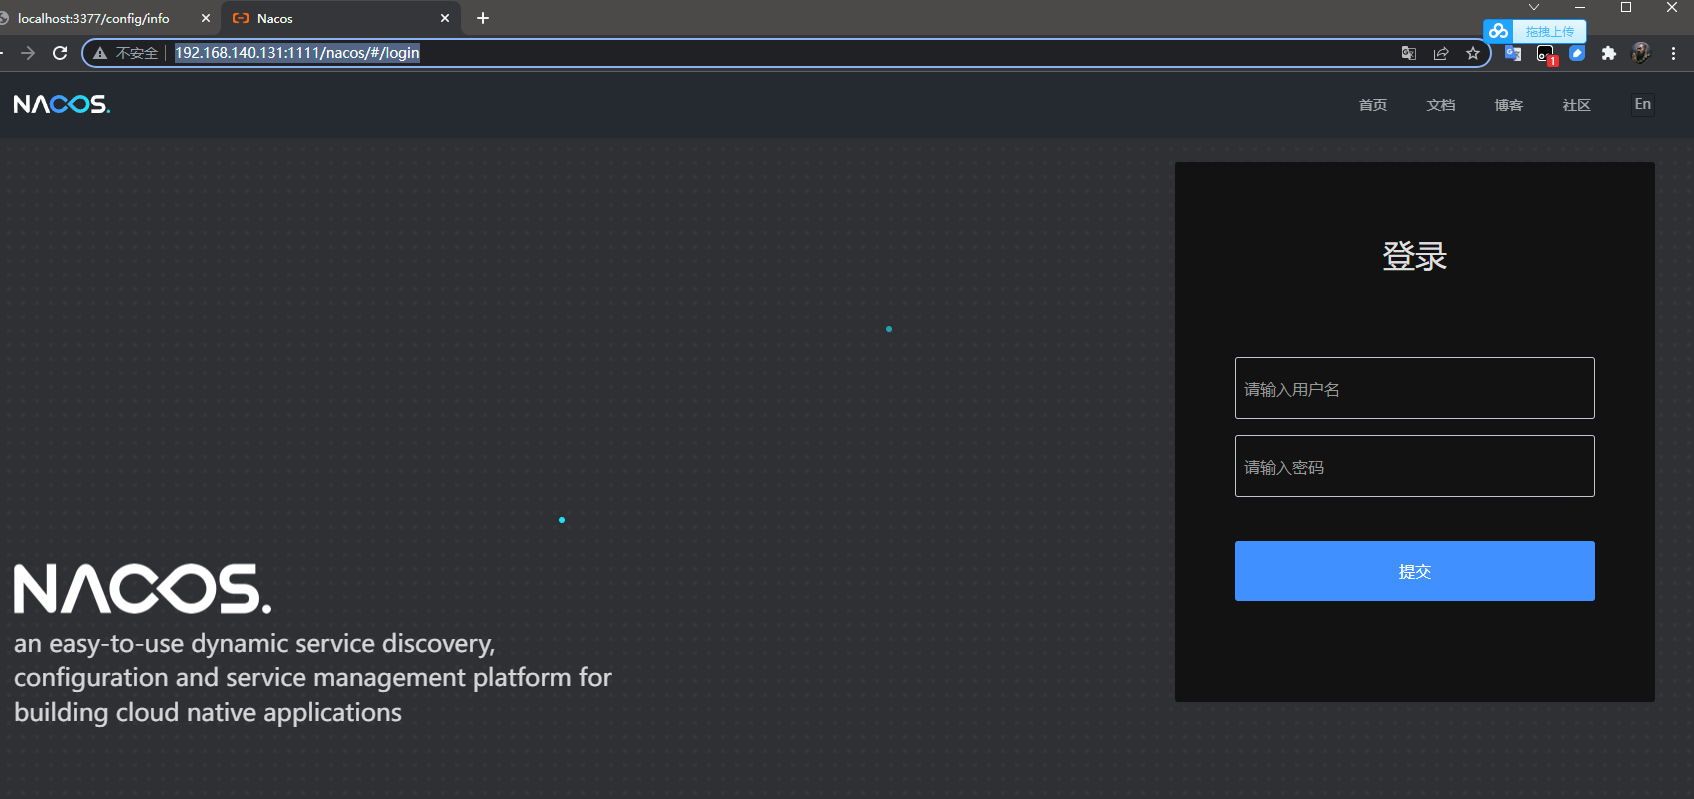 localhost:3377/config/info
Nacos
拖拽上传
不安全
192.168.140.131:1111/nacos/#/login
1
NACOS.
首页
文档
博客
社区
En
登录
请输入用户名
请输入密码
提交
NACOS.
an easy-to-use dynamic service discovery,
configuration and service management platform for
building cloud native applications